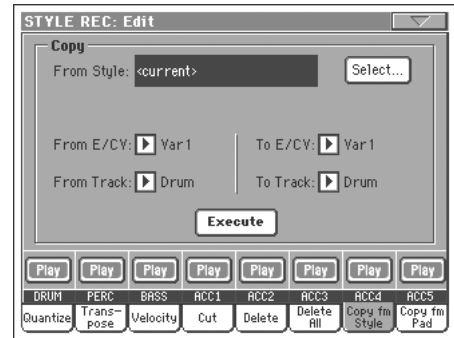 STYLE REC: Edit
Copy
From Style: <current> Select...
From E/CV: Var1 To E/CV: Var1
From Track: Drum To Track: Drum
Execute
Play Play Play Play Play Play Play Play
DRUM PERC BASS ACC1 ACC2 ACC3 ACC4 ACC5
Quantize Trans-pose Velocity Cut Delete Delete All Copy fm Style Copy fm Pad